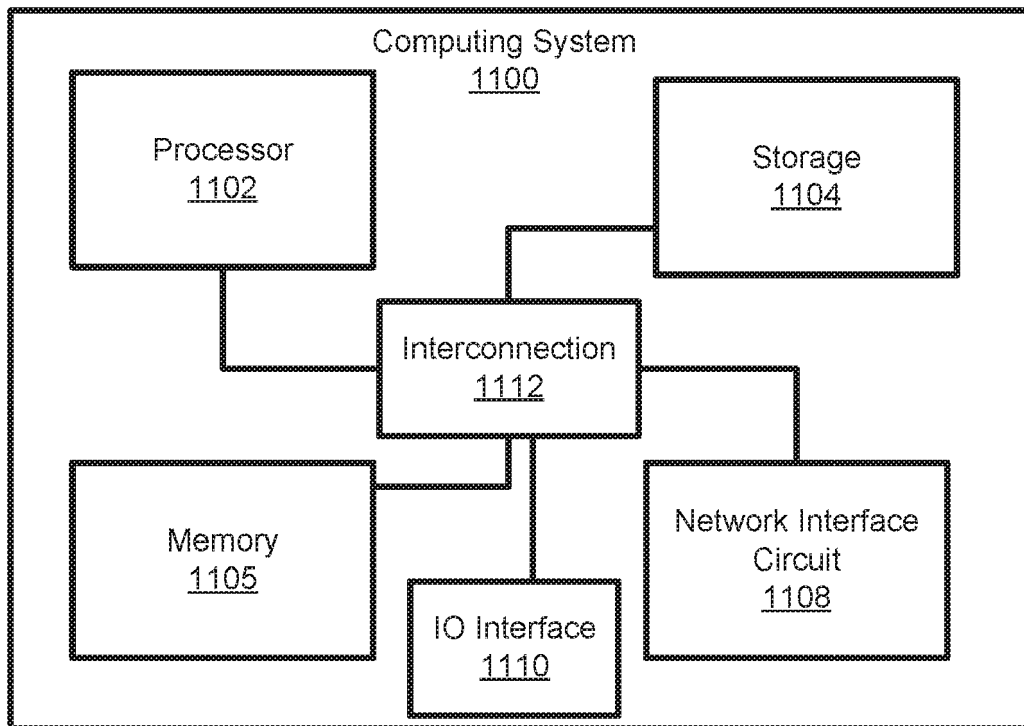 Computing System
1100
Processor
1102
Storage
1104
Interconnection
1112
Memory
1105
IO Interface
1110
Network Interface
Circuit
1108